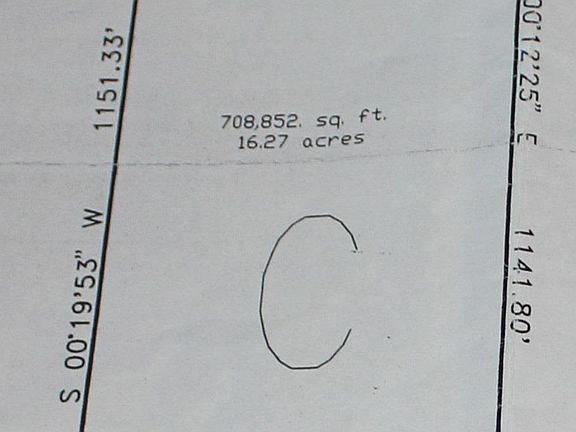 S 00°19'53" W 1151.33'
708,852. sq. ft.
16.27 acres
C
00°12'25" E 1141.80'